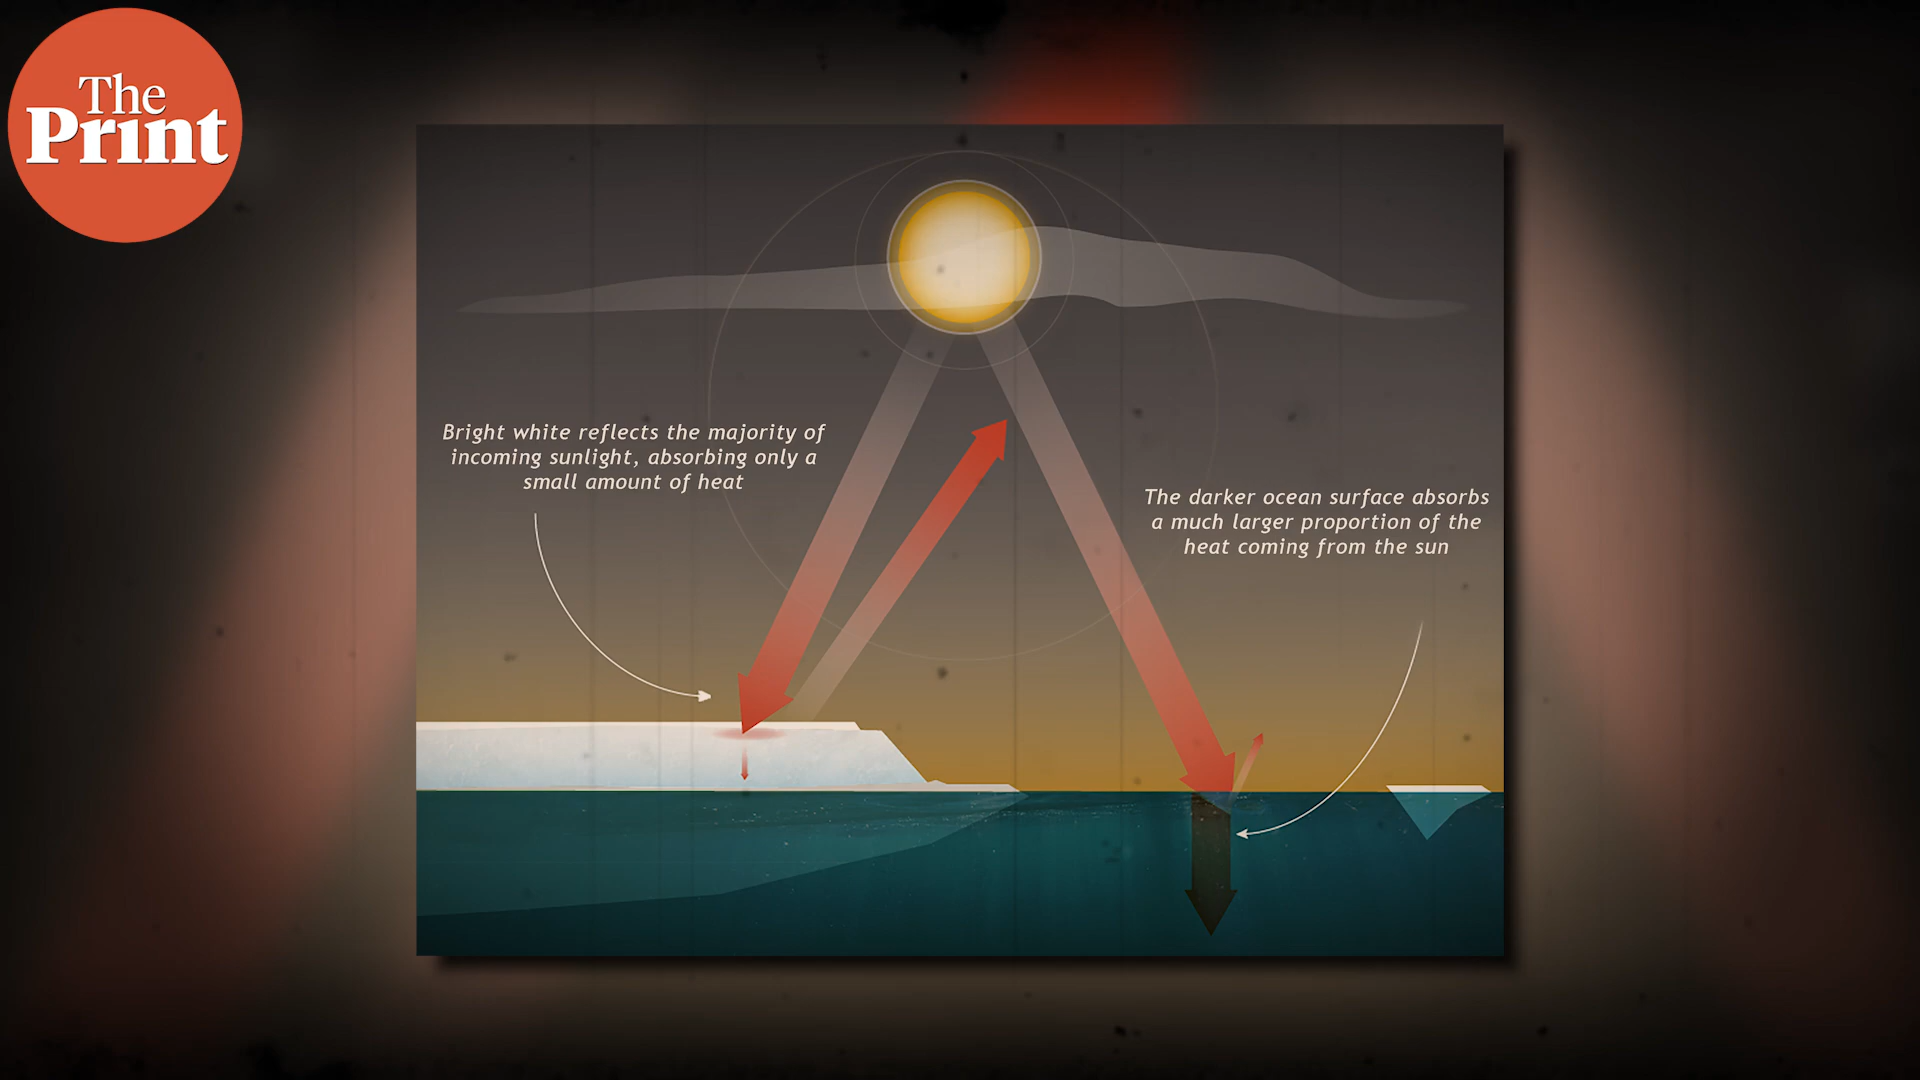 The
Print
Bright white reflects the majority of
incoming sunlight, absorbing only a
small amount of heat
The darker ocean surface absorbs
a much larger proportion of the
heat coming from the sun